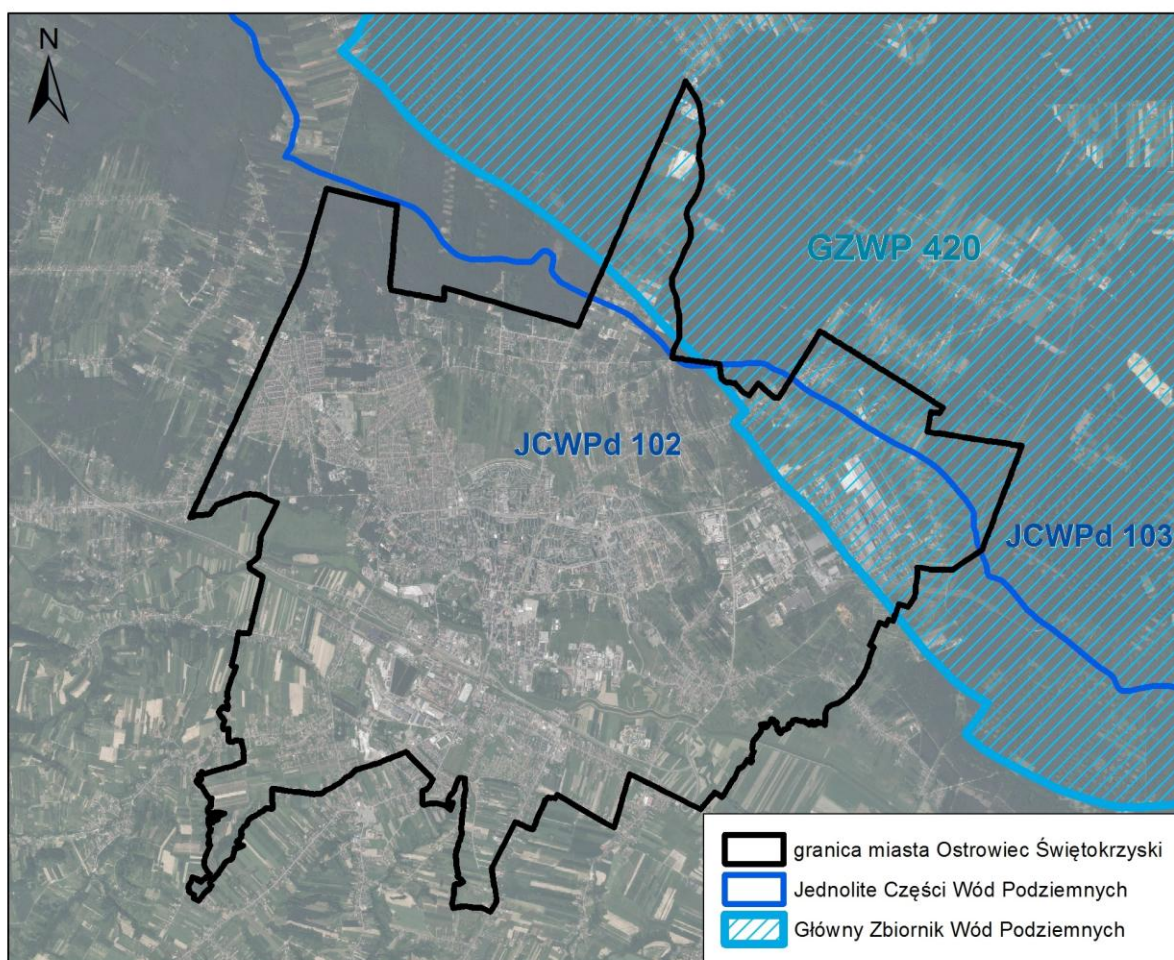 N
GZWP 420
JCWPd 102
JCWPd 103
granica miasta Ostrowiec Świętokrzyski
Jednolite Części Wód Podziemnych
Główny Zbiornik Wód Podziemnych